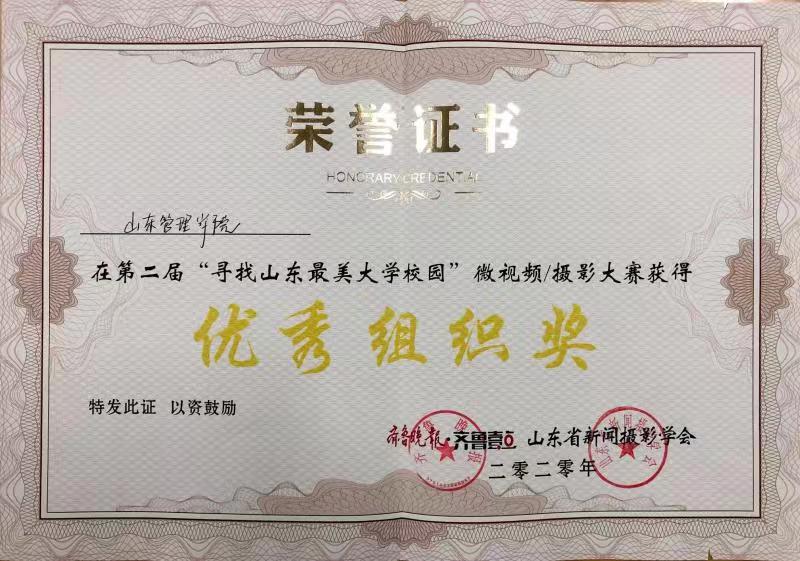 荣誉证书
HONORARY CREDENTIAL
山东管理学院
在第二届“寻找山东最美大学校园”微视频/摄影大赛获得
优秀组织奖
特发此证 以资鼓励
齐鲁晚报·齐鲁壹点 山东省新闻摄影学会
二零二零年